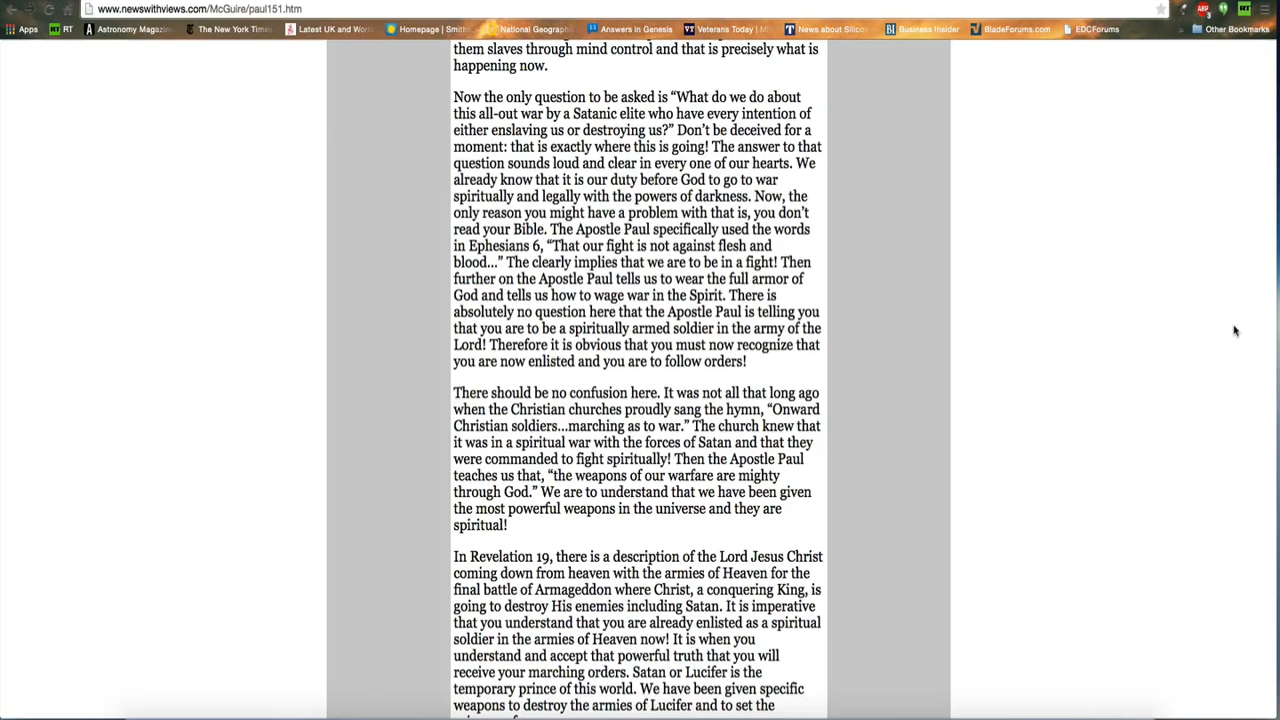 www.newswithviews.com/McGuire/paul151.htm
Apps RT Astronomy Magazi The New York Time Latest UK and Worl Homepage | Smith National Geographi Answers in Genesis Veterans Today | Mi News about Silicon Business Insider BladeForums.com EDCForums Other Bookmarks
them slaves through mind control and that is precisely what is
happening now.
Now the only question to be asked is “What do we do about
this all-out war by a Satanic elite who have every intention of
either enslaving us or destroying us?” Don’t be deceived for a
moment: that is exactly where this is going! The answer to that
question sounds loud and clear in every one of our hearts. We
already know that it is our duty before God to go to war
spiritually and legally with the powers of darkness. Now, the
only reason you might have a problem with that is, you don’t
read your Bible. The Apostle Paul specifically used the words
in Ephesians 6, “That our fight is not against flesh and
blood...” The clearly implies that we are to be in a fight! Then
further on the Apostle Paul tells us to wear the full armor of
God and tells us how to wage war in the Spirit. There is
absolutely no question here that the Apostle Paul is telling you
that you are to be a spiritually armed soldier in the army of the
Lord! Therefore it is obvious that you must now recognize that
you are now enlisted and you are to follow orders!
There should be no confusion here. It was not all that long ago
when the Christian churches proudly sang the hymn, “Onward
Christian soldiers...marching as to war.” The church knew that
it was in a spiritual war with the forces of Satan and that they
were commanded to fight spiritually! Then the Apostle Paul
teaches us that, “the weapons of our warfare are mighty
through God.” We are to understand that we have been given
the most powerful weapons in the universe and they are
spiritual!
In Revelation 19, there is a description of the Lord Jesus Christ
coming down from heaven with the armies of Heaven for the
final battle of Armageddon where Christ, a conquering King, is
going to destroy His enemies including Satan. It is imperative
that you understand that you are already enlisted as a spiritual
soldier in the armies of Heaven now! It is when you
understand and accept that powerful truth that you will
receive your marching orders. Satan or Lucifer is the
temporary prince of this world. We have been given specific
weapons to destroy the armies of Lucifer and to set the